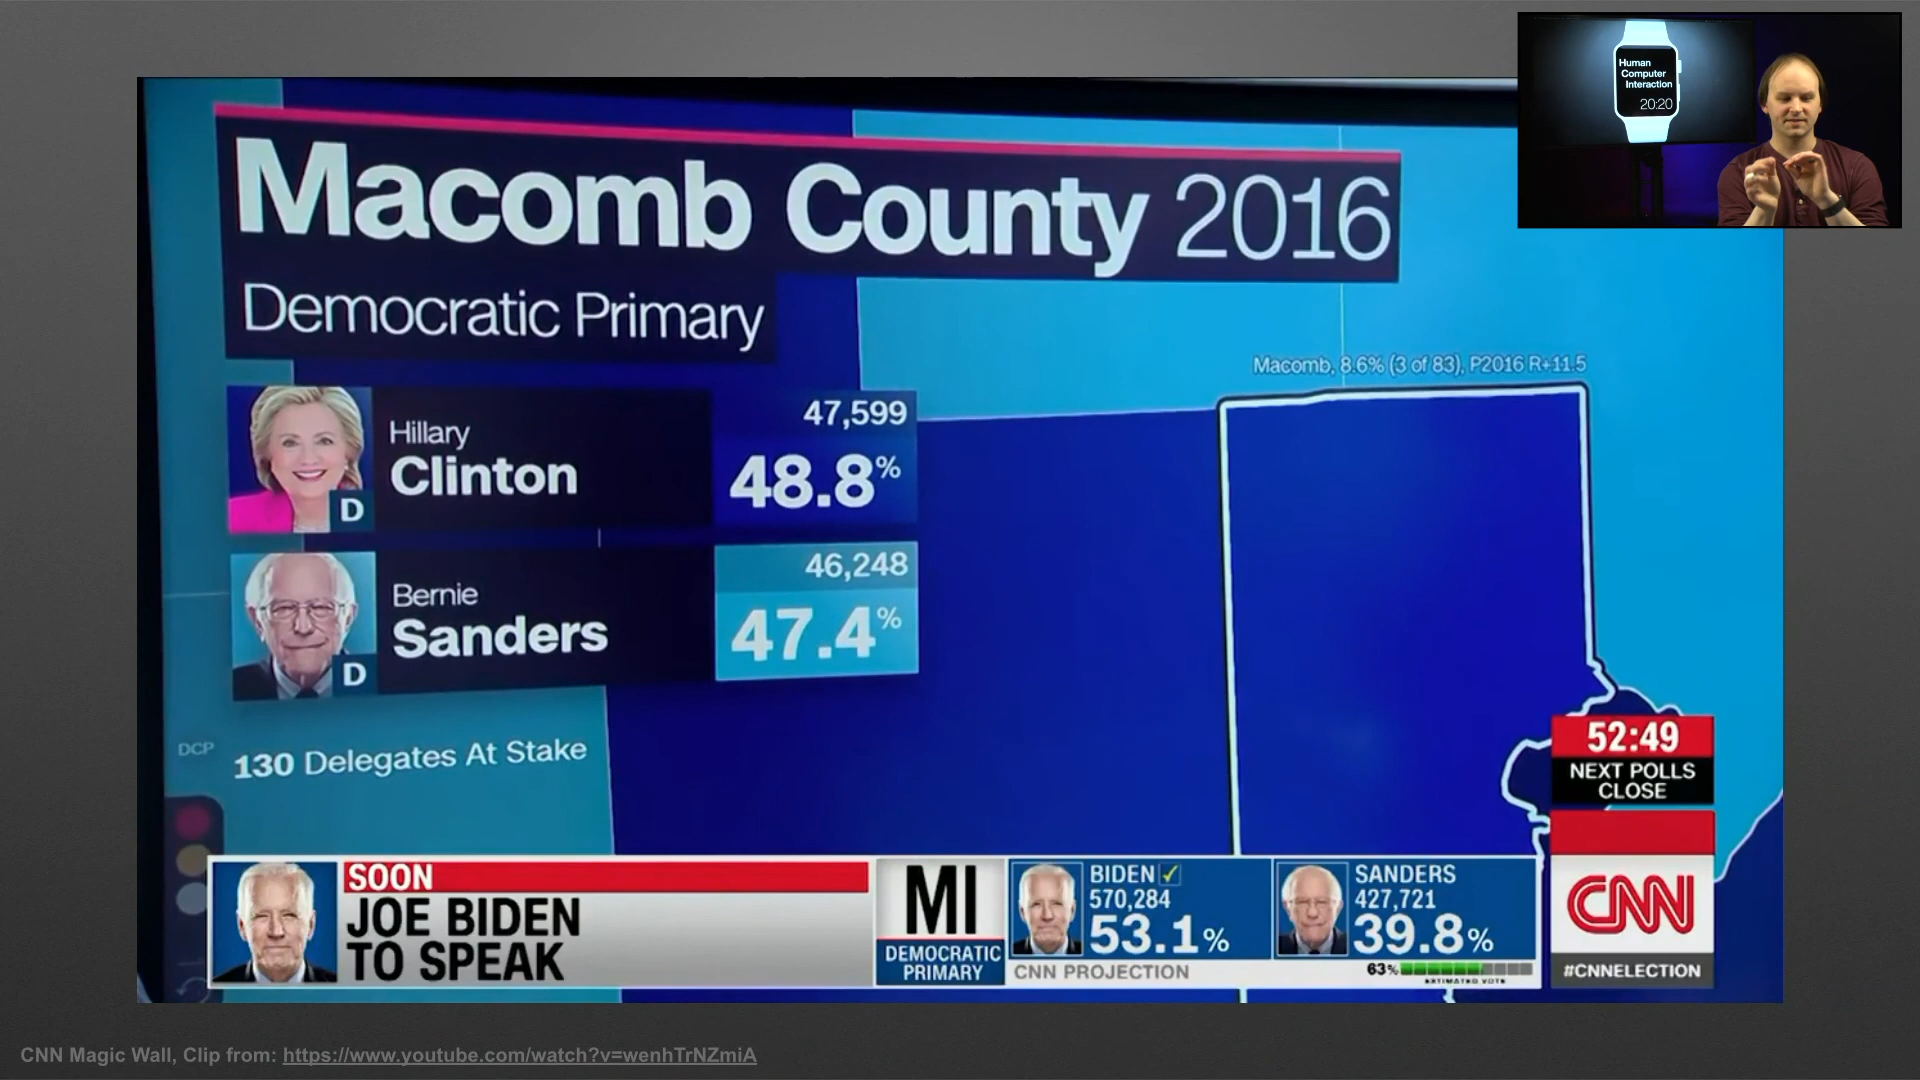 Human
Computer
Interaction
20:20
Macomb County 2016
Democratic Primary
Macomb, 8.6% (3 of 83), P2016 R+11.5
Hillary
Clinton
D
47,599
48.8%
Bernie
Sanders
D
46,248
47.4%
DCP
130 Delegates At Stake
52:49
NEXT POLLS
CLOSE
SOON
JOE BIDEN
TO SPEAK
MI
DEMOCRATIC
PRIMARY
BIDEN✓
570,284
53.1%
SANDERS
427,721
39.8%
CNN PROJECTION
63%
ESTIMATED VOTE
CNN
#CNNELECTION
CNN Magic Wall, Clip from: https://www.youtube.com/watch?v=wenhTrNZmiA